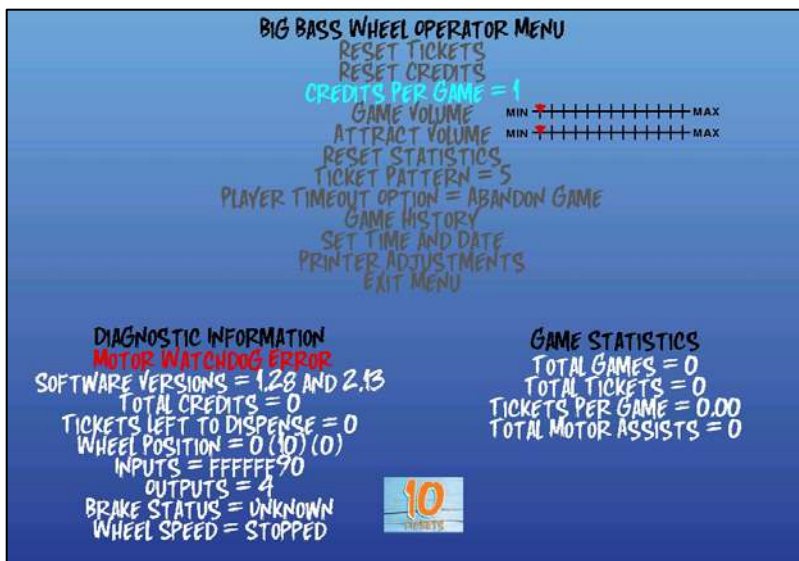 BIG BASS WHEEL OPERATOR MENU
RESET TICKETS
RESET CREDITS
CREDITS PER GAME = 1
GAME VOLUME MIN MAX
ATTRACT VOLUME MIN MAX
RESET STATISTICS
TICKET PATTERN = 5
PLAYER TIMEOUT OPTION = ABANDON GAME
GAME HISTORY
SET TIME AND DATE
PRINTER ADJUSTMENTS
EXIT MENU
DIAGNOSTIC INFORMATION
MOTOR WATCHDOG ERROR
SOFTWARE VERSIONS = 1.28 AND 2.13
TOTAL CREDITS = 0
TICKETS LEFT TO DISPENSE = 0
WHEEL POSITION = 0 (10) (0)
INPUTS = FFFFFF90
OUTPUTS = 4
BRAKE STATUS = UNKNOWN
WHEEL SPEED = STOPPED
10
TICKETS
GAME STATISTICS
TOTAL GAMES = 0
TOTAL TICKETS = 0
TICKETS PER GAME = 0.00
TOTAL MOTOR ASSISTS = 0